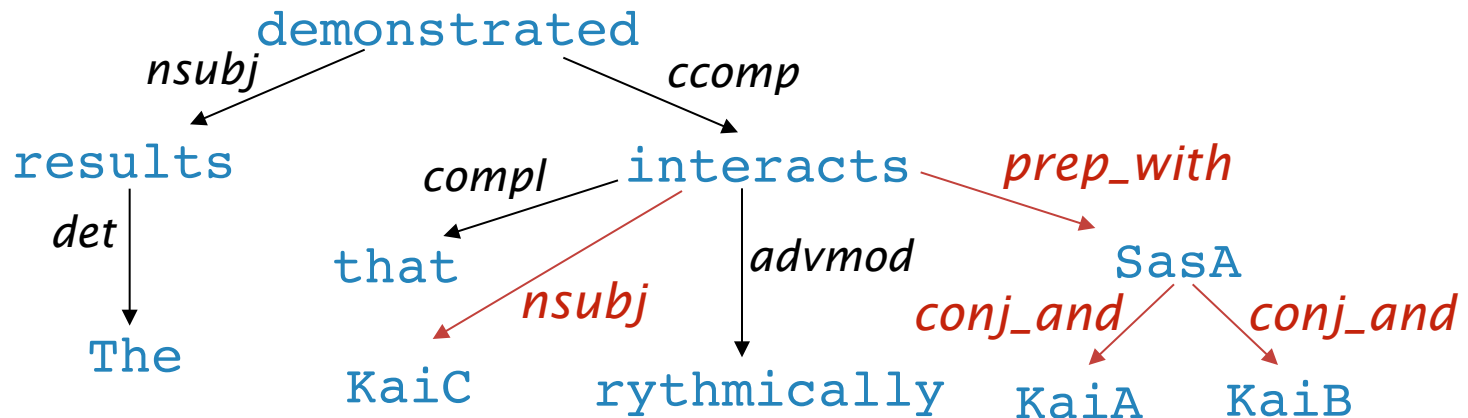 demonstrated
nsubj ccomp
results compl interacts prep_with
det that advmod SasA
nsubj conj_and conj_and
The KaiC rythmically KaiA KaiB